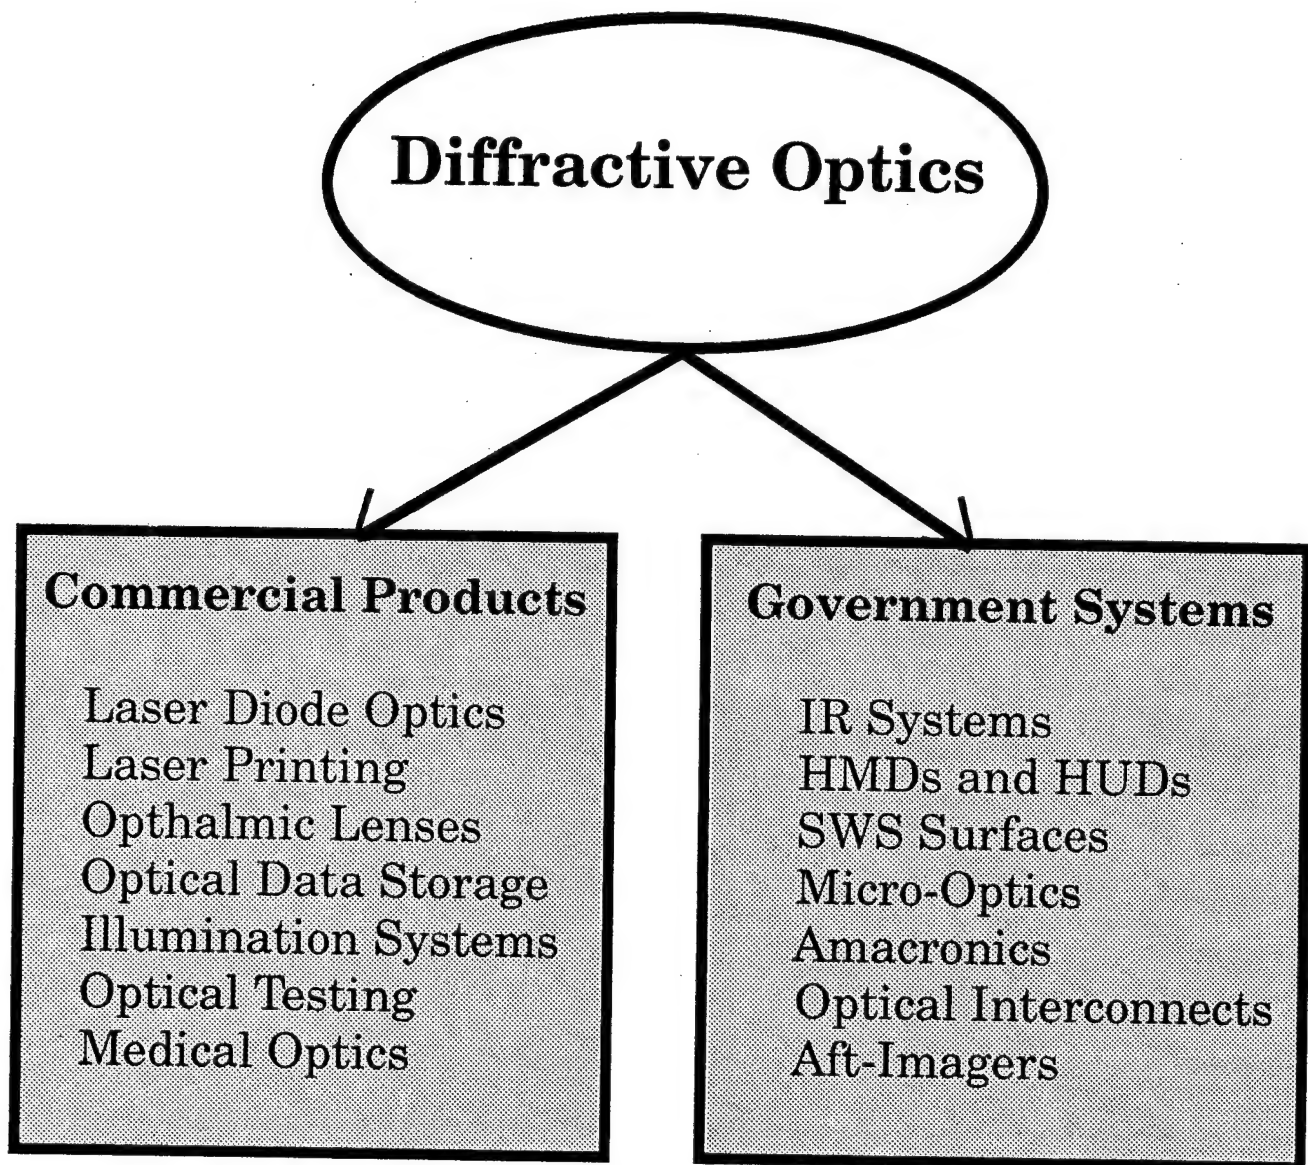 Diffractive Optics
Commercial Products
Laser Diode Optics
Laser Printing
Opthalmic Lenses
Optical Data Storage
Illumination Systems
Optical Testing
Medical Optics
Government Systems
IR Systems
HMDs and HUDs
SWS Surfaces
Micro-Optics
Amacronics
Optical Interconnects
Aft-Imagers